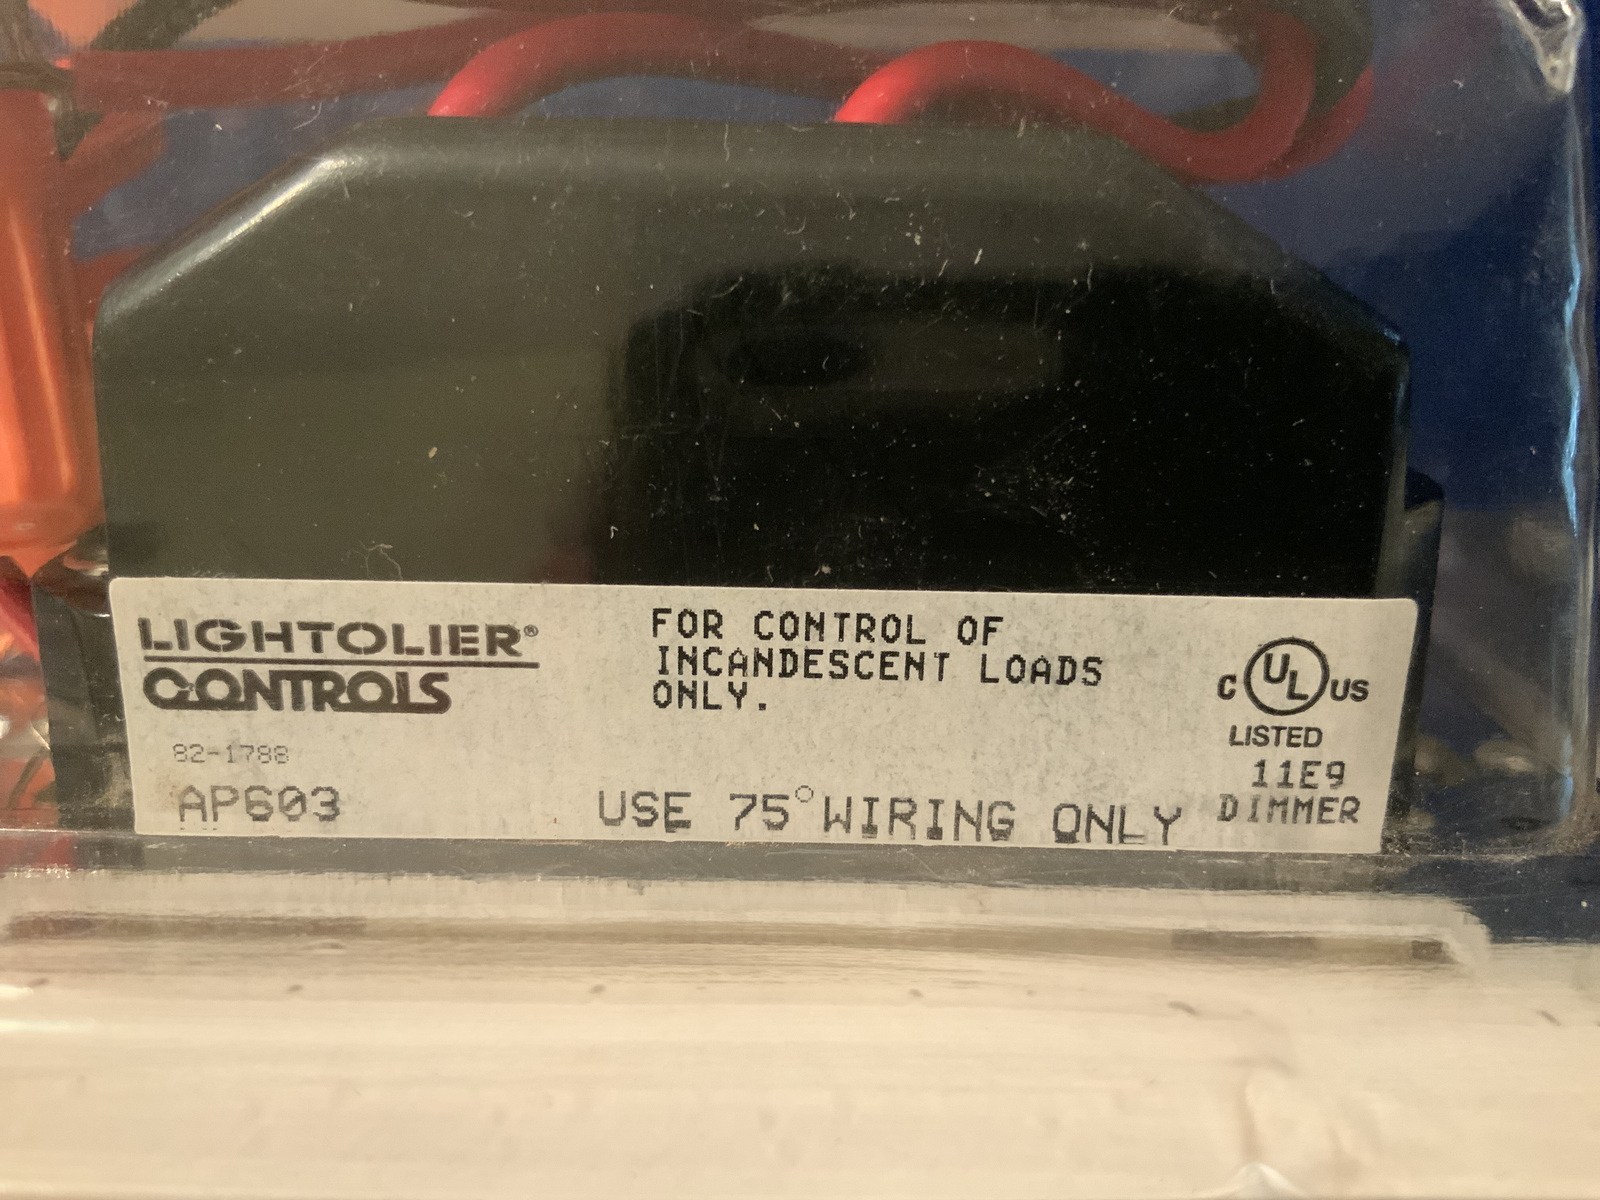 LIGHTOLIER®
CONTROLS
82-1788
AP603
FOR CONTROL OF
INCANDESCENT LOADS
ONLY.
USE 75° WIRING ONLY
C UL US
LISTED
11E9
DIMMER